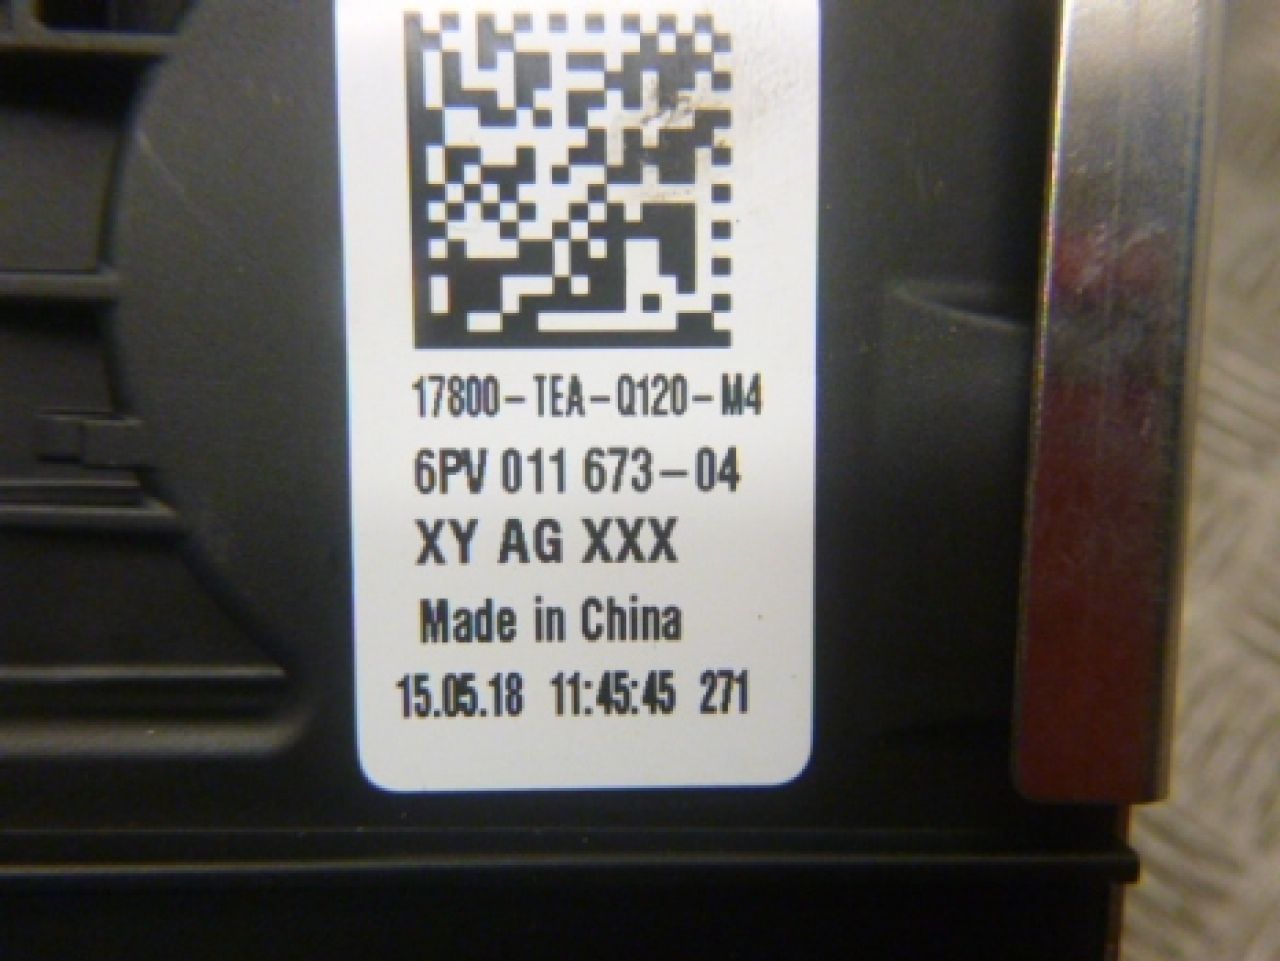 17800-TEA-Q120-M4
6PV 011 673-04
XY AG XXX
Made in China
15.05.18 11:45:45 271